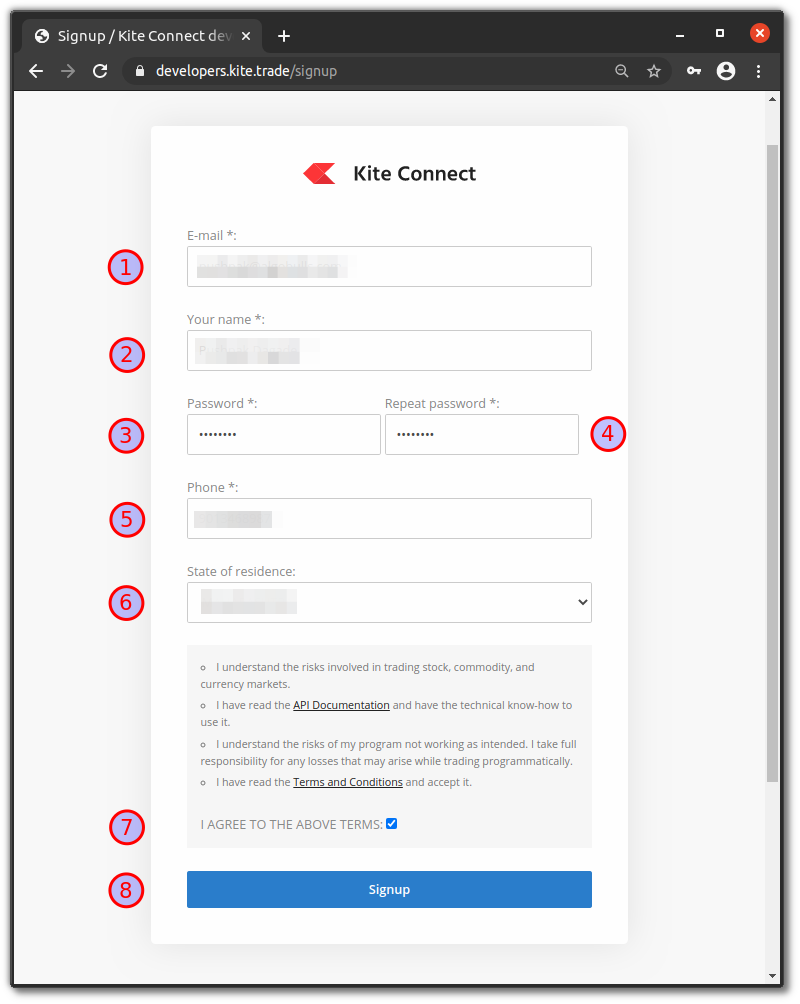 Signup / Kite Connect dev
developers.kite.trade/signup
Kite Connect
E-mail *:
1
Your name *:
2
Password *: Repeat password *:
3 •••••••• •••••••• 4
Phone *:
5
State of residence:
6
I understand the risks involved in trading stock, commodity, and
currency markets.
I have read the API Documentation and have the technical know-how to
use it.
I understand the risks of my program not working as intended. I take full
responsibility for any losses that may arise while trading programmatically.
I have read the Terms and Conditions and accept it.
7 I AGREE TO THE ABOVE TERMS:
8 Signup